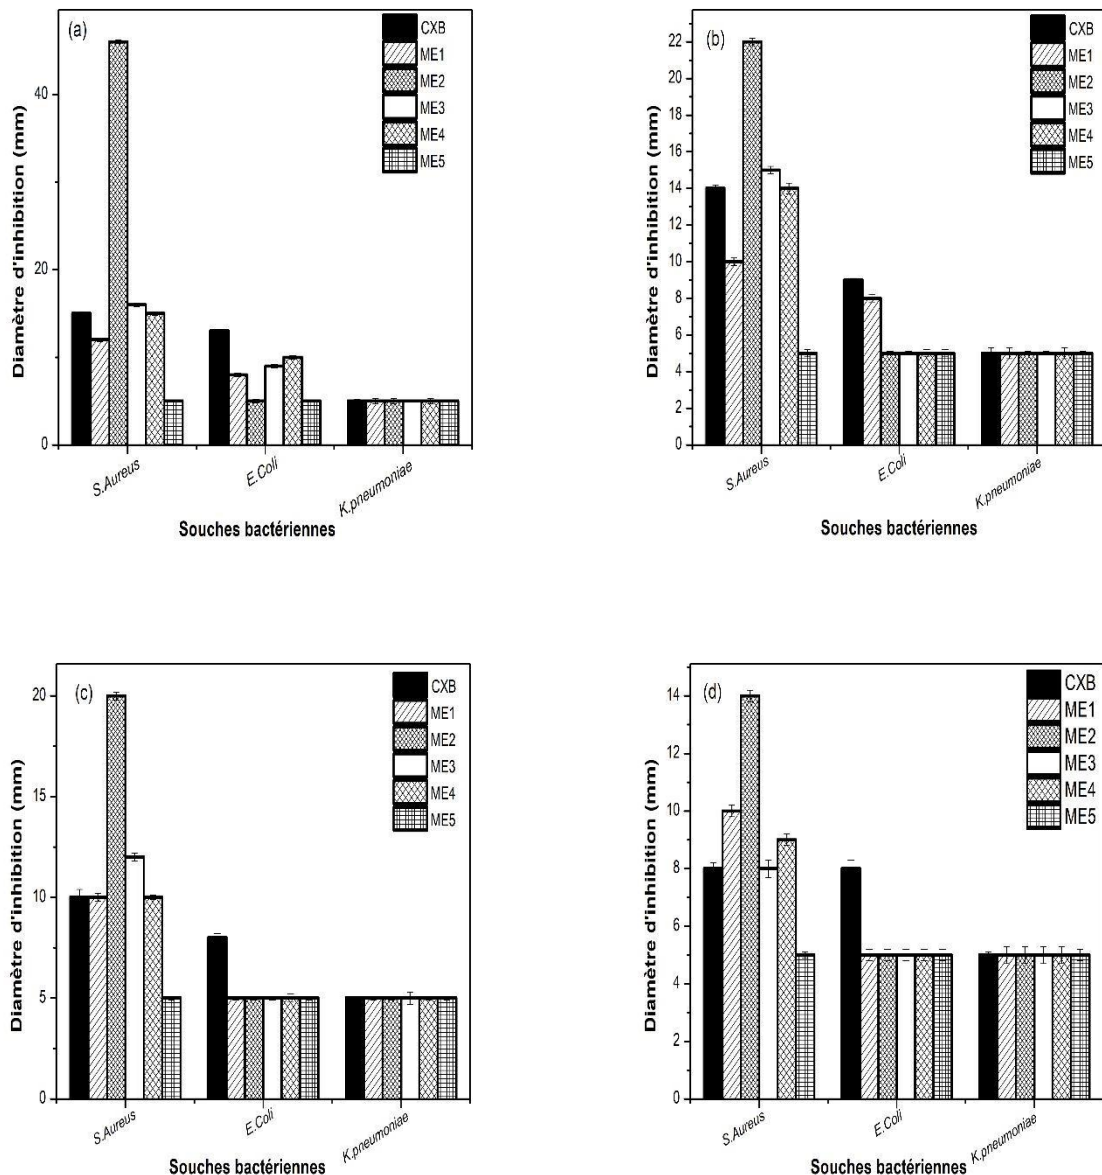 (a)
CXB
ME1
ME2
ME3
ME4
ME5
Diamètre d'inhibition (mm)
40
20
0
S.Aureus
E.Coli
K.pneumoniae
Souches bactériennes
(b)
CXB
ME1
ME2
ME3
ME4
ME5
Diamètre d'inhibition (mm)
22
20
18
16
14
12
10
8
6
4
2
0
S.Aureus
E.Coli
K.pneumoniae
Souches bactériennes
(c)
CXB
ME1
ME2
ME3
ME4
ME5
Diamètre d'inhibition (mm)
20
15
10
5
0
S.Aureus
E.Coli
K.pneumoniae
Souches bactériennes
(d)
CXB
ME1
ME2
ME3
ME4
ME5
Diamètre d'inhibition (mm)
14
12
10
8
6
4
2
0
S.Aureus
E.Coli
K.pneumoniae
Souches bactériennes